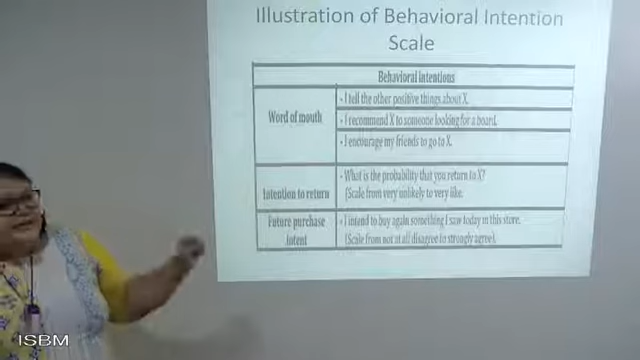 Illustration of Behavioral Intention
Scale
Behavioral Intentions
Word of mouth
- I tell the other positive things about X.
- I recommend X to someone looking for a board.
- I encourage my friends to go to X.
Intention to return
- What is the probability that you return to X?
(Scale from very unlikely to very like.
Future purchase
intent
- I intend to buy again something I saw today in this store.
(Scale from not at all disagree to strongly agree).
ISBM